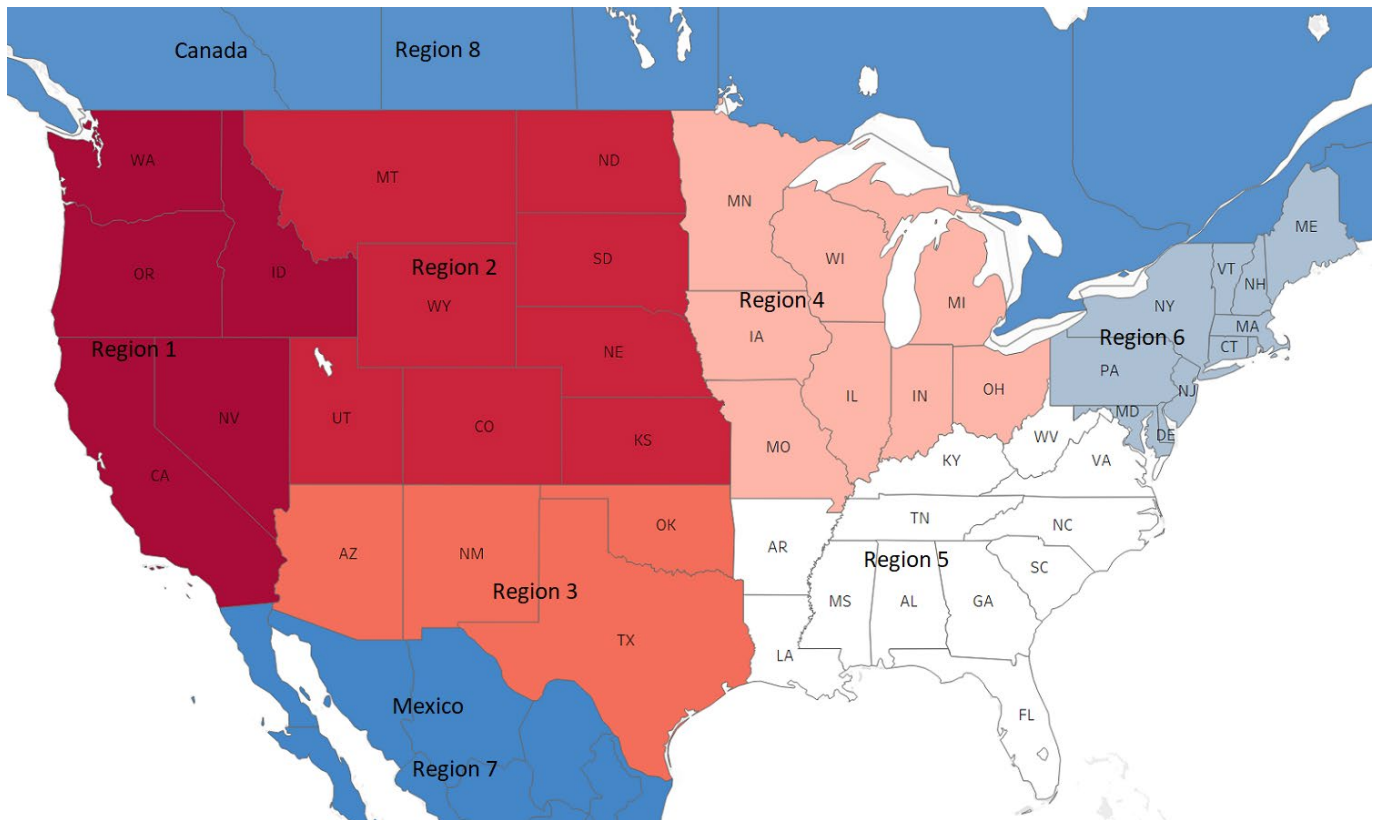 Canada
Region 8
WA
MT
ND
MN
ME
OR
ID
Region 2
SD
WI
VT
NH
WY
Region 4
MI
NY
MA
Region 1
NE
IA
Region 6
CT
PA
NV
UT
CO
KS
IL
IN
OH
NJ
MD
DE
CA
MO
KY
WV
VA
AZ
NM
OK
AR
TN
NC
Region 3
Region 5
SC
TX
MS
AL
GA
LA
Mexico
FL
Region 7